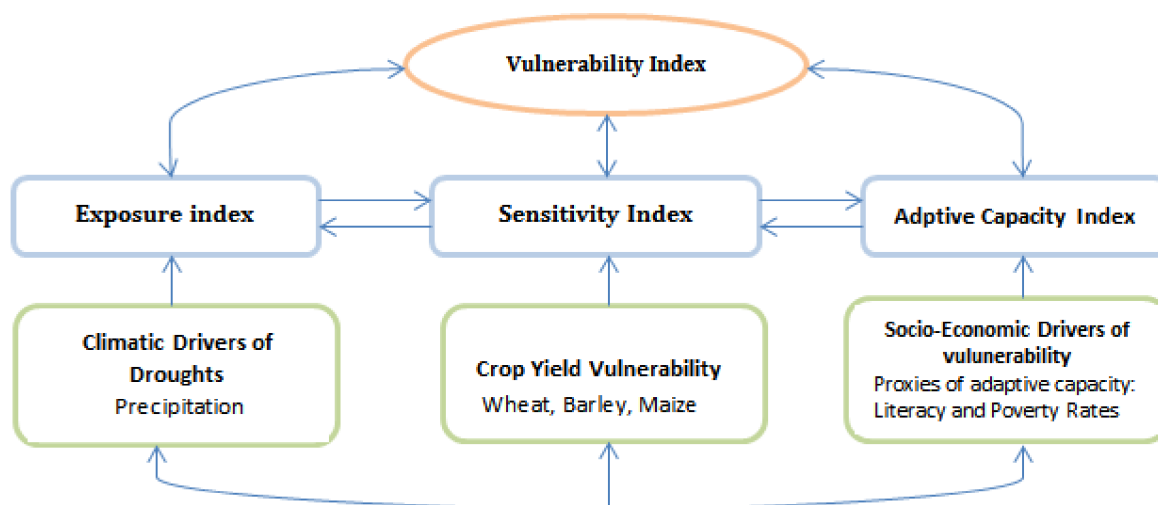 Vulnerability Index
Exposure index
Sensitivity Index
Adptive Capacity Index
Climatic Drivers of
Droughts
Precipitation
Crop Yield Vulnerability
Wheat, Barley, Maize
Socio-Economic Drivers of
vulunerability
Proxies of adaptive capacity:
Literacy and Poverty Rates